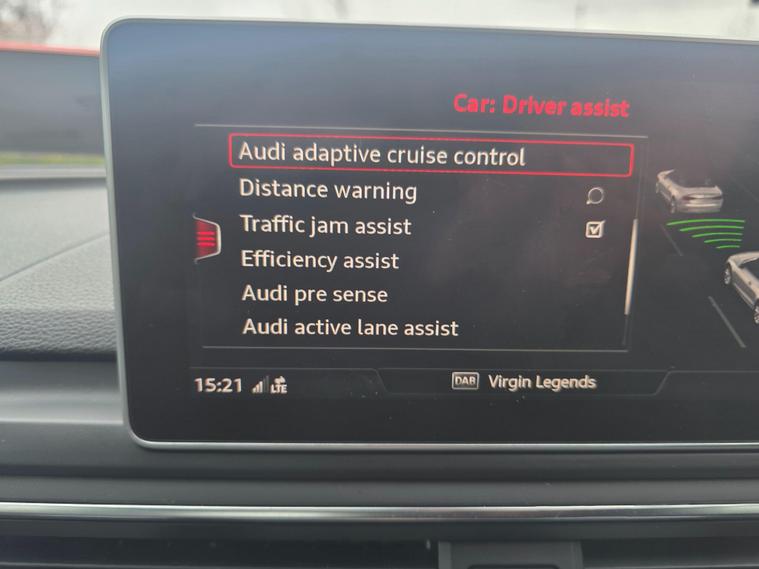 Car: Driver assist
Audi adaptive cruise control
Distance warning
Traffic jam assist
Efficiency assist
Audi pre sense
Audi active lane assist
15:21 LTE DAB Virgin Legends